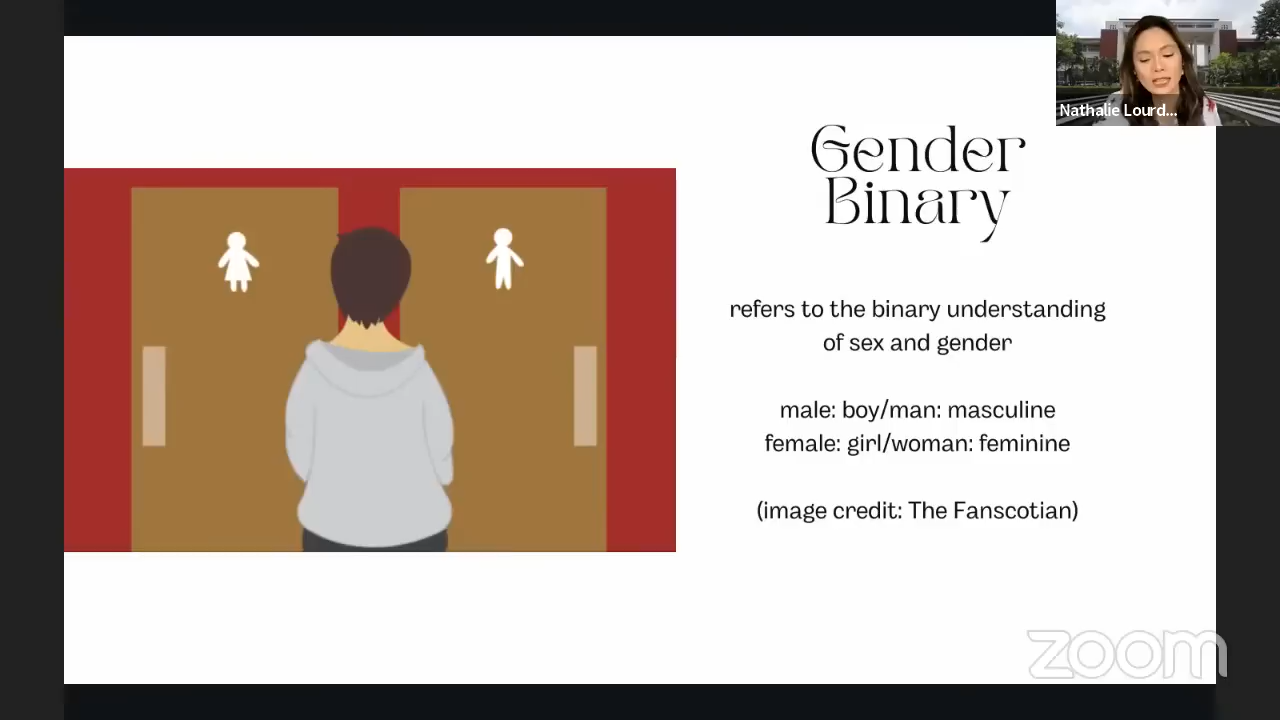 Nathalie Lourd...
Gender
Binary
refers to the binary understanding
of sex and gender
male: boy/man: masculine
female: girl/woman: feminine
(image credit: The Fanscotian)
zoom